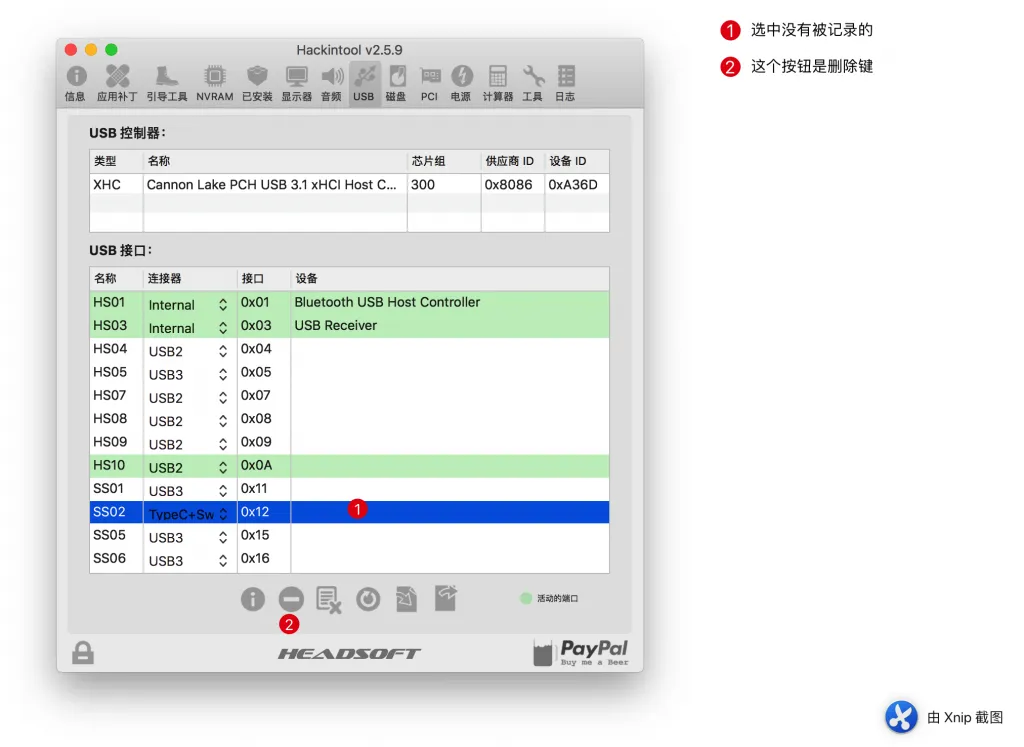 1 选中没有被记录的
2 这个按钮是删除键
Hackintool v2.5.9
信息 应用补丁 引导工具 NVRAM 已安装 显示器 音频 USB 磁盘 PCI 电源 计算器 工具 日志
USB 控制器：
类型 名称 芯片组 供应商 ID 设备 ID
XHC Cannon Lake PCH USB 3.1 xHCI Host C... 300 0x8086 0xA36D
USB 接口：
名称 连接器 接口 设备
HS01 Internal 0x01 Bluetooth USB Host Controller
HS03 Internal 0x03 USB Receiver
HS04 USB2 0x04
HS05 USB3 0x05
HS07 USB2 0x07
HS08 USB2 0x08
HS09 USB2 0x09
HS10 USB2 0x0A
SS01 USB3 0x11
SS02 TypeC+Sw 0x12 1
SS05 USB3 0x15
SS06 USB3 0x16
活动的端口
2
HEADSOFT
PayPal
Buy me a Beer
由 Xnip 截图